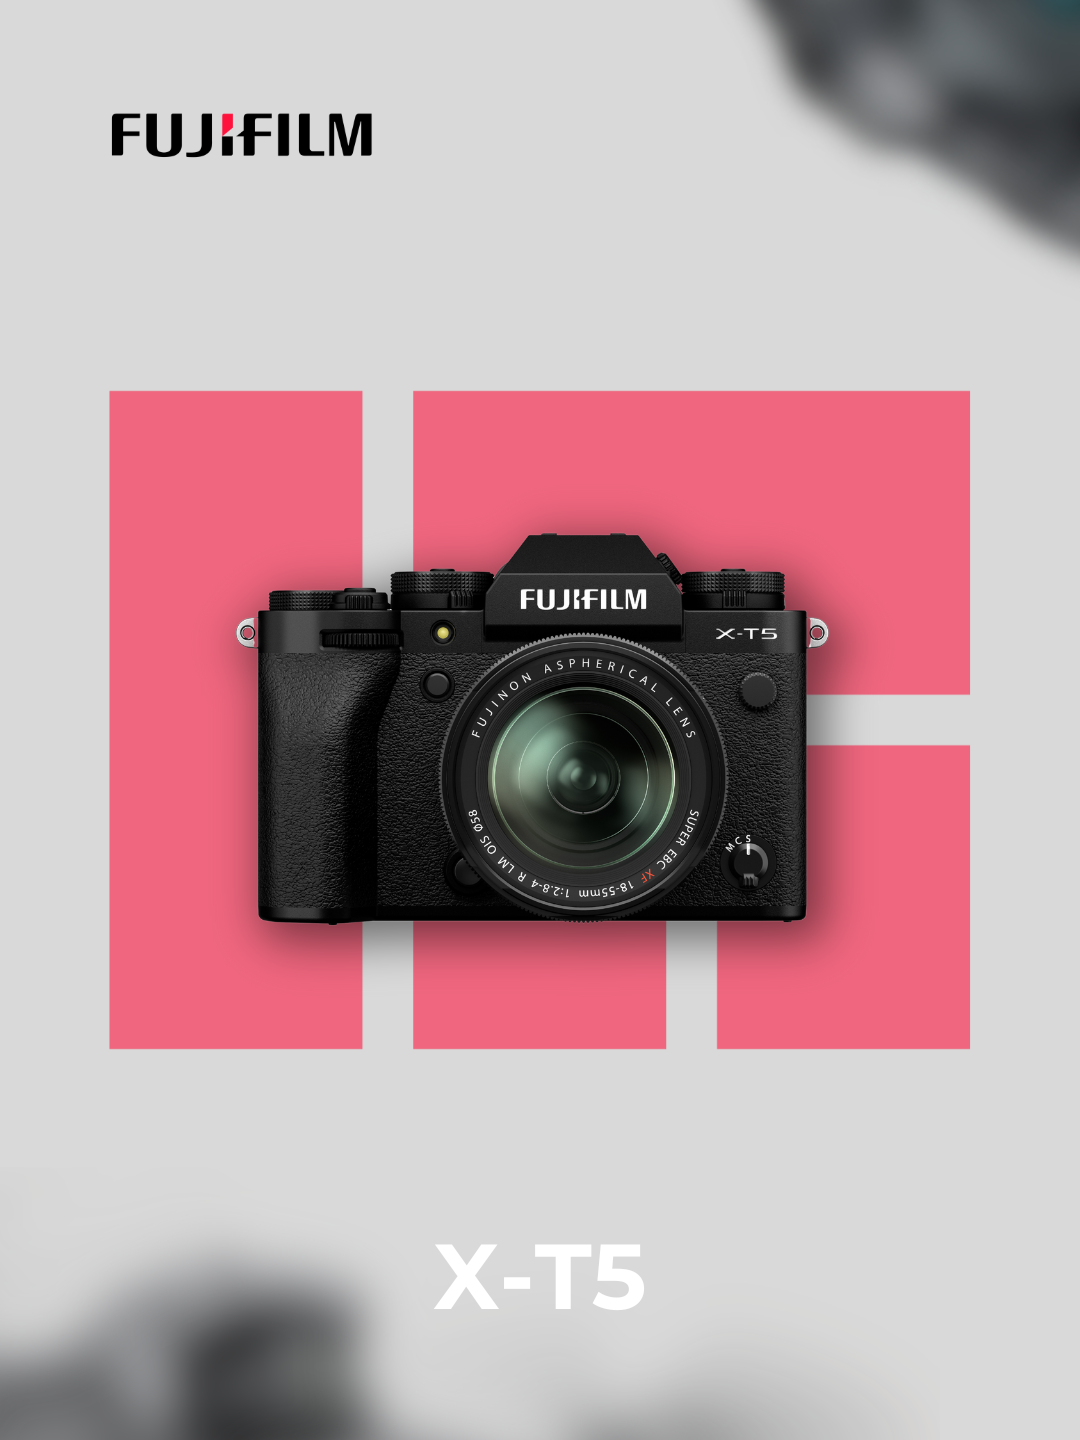 FUJIFILM
FUJIFILM
X-T5
FUJINON ASPHERICAL LENS
SUPER EBC XF 18-55mm 1:2.8-4 R LM OIS Ø58
M C S
X-T5